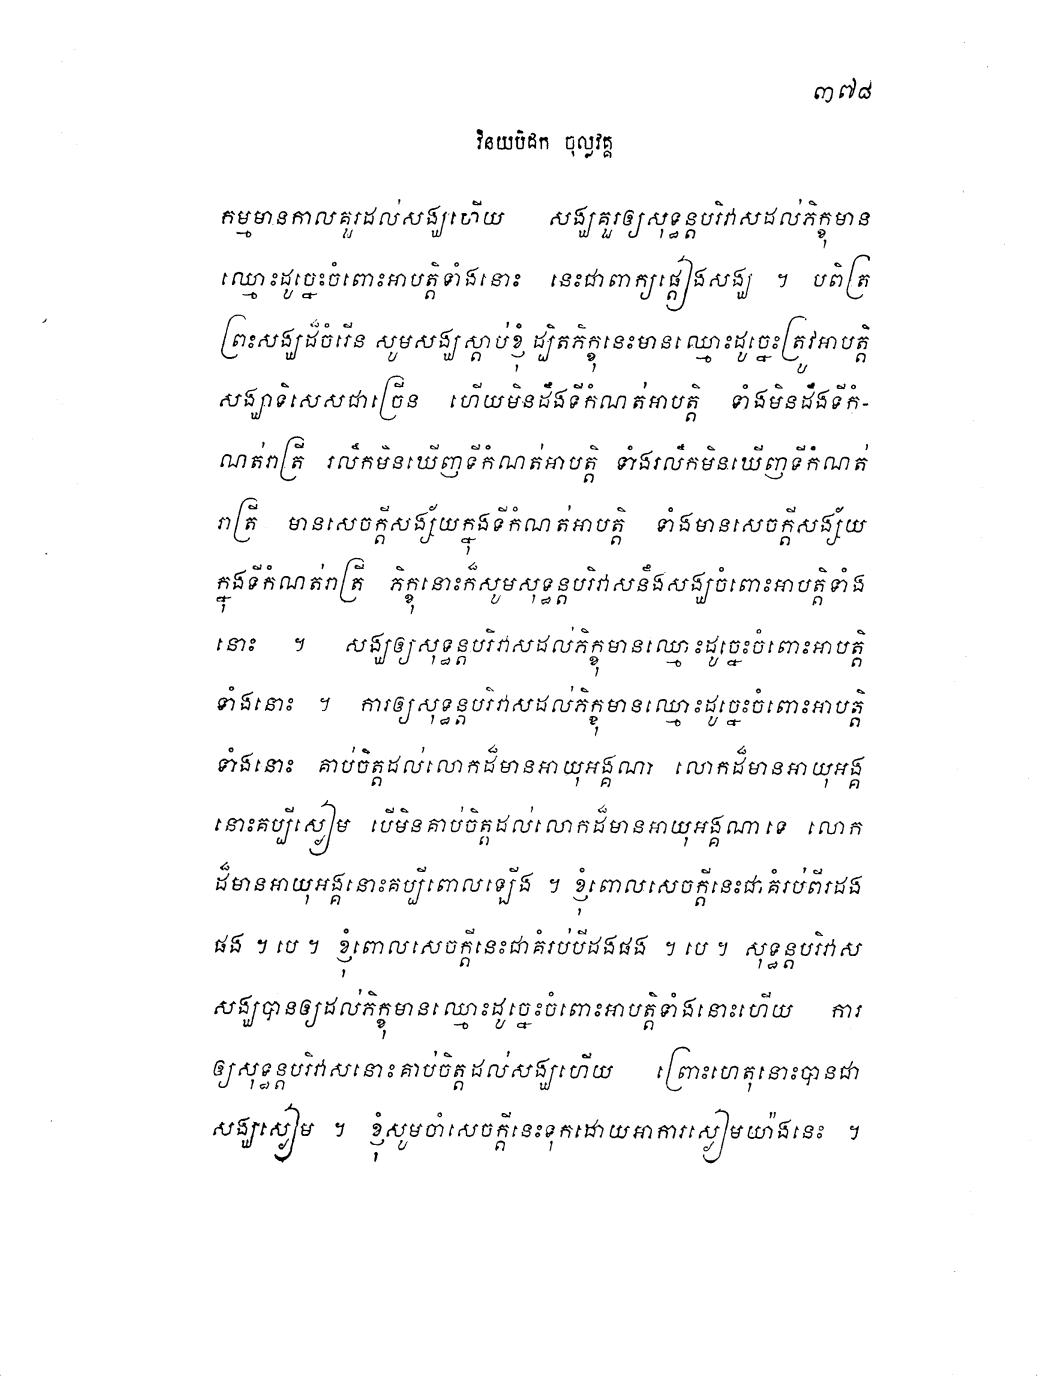 ៣៧៨
វិនយបិដក ចុល្លវគ្គ
កម្មមានកាលគួរដល់សង្ឃហើយ សង្ឃគួរឲ្យសុទ្ធន្តបរិវាសដល់ភិក្ខុមាន
ឈ្មោះដូច្នេះចំពោះអាបត្តិទាំងនោះ នេះជាពាក្យផ្តៀងសង្ឃ ។ បពិត្រ
ព្រះសង្ឃដ៏ចំរើន សូមសង្ឃស្តាប់ខ្ញុំ ដ្បិតភិក្ខុនេះមានឈ្មោះដូច្នេះត្រូវអាបត្តិ
សង្ឃាទិសេសជាច្រើន ហើយមិនដឹងទីកំណត់អាបត្តិ ទាំងមិនដឹងទីកំ-
ណត់រាត្រី រលឹកមិនឃើញទីកំណត់អាបត្តិ ទាំងរលឹកមិនឃើញទីកំណត់
រាត្រី មានសេចក្តីសង្ស័យក្នុងទីកំណត់អាបត្តិ ទាំងមានសេចក្តីសង្ស័យ
ក្នុងទីកំណត់រាត្រី ភិក្ខុនោះក៏សូមសុទ្ធន្តបរិវាសនឹងសង្ឃចំពោះអាបត្តិទាំង
នោះ ។ សង្ឃឲ្យសុទ្ធន្តបរិវាសដល់ភិក្ខុមានឈ្មោះដូច្នេះចំពោះអាបត្តិ
ទាំងនោះ ។ ការឲ្យសុទ្ធន្តបរិវាសដល់ភិក្ខុមានឈ្មោះដូច្នេះចំពោះអាបត្តិ
ទាំងនោះ គាប់ចិត្តដល់លោកដ៏មានអាយុអង្គណា លោកដ៏មានអាយុអង្គ
នោះគប្បីស្ងៀម បើមិនគាប់ចិត្តដល់លោកដ៏មានអាយុអង្គណាទេ លោក
ដ៏មានអាយុអង្គនោះគប្បីពោលឡើង ។ ខ្ញុំពោលសេចក្តីនេះជាគំរប់ពីរដង
ផង ។ បេ ។ ខ្ញុំពោលសេចក្តីនេះជាគំរប់បីដងផង ។ បេ ។ សុទ្ធន្តបរិវាស
សង្ឃបានឲ្យដល់ភិក្ខុមានឈ្មោះដូច្នេះចំពោះអាបត្តិទាំងនោះហើយ ការ
ឲ្យសុទ្ធន្តបរិវាសនោះគាប់ចិត្តដល់សង្ឃហើយ ព្រោះហេតុនោះបានជា
សង្ឃស្ងៀម ។ ខ្ញុំសូមចាំសេចក្តីនេះទុកដោយអាការស្ងៀមយ៉ាងនេះ ។